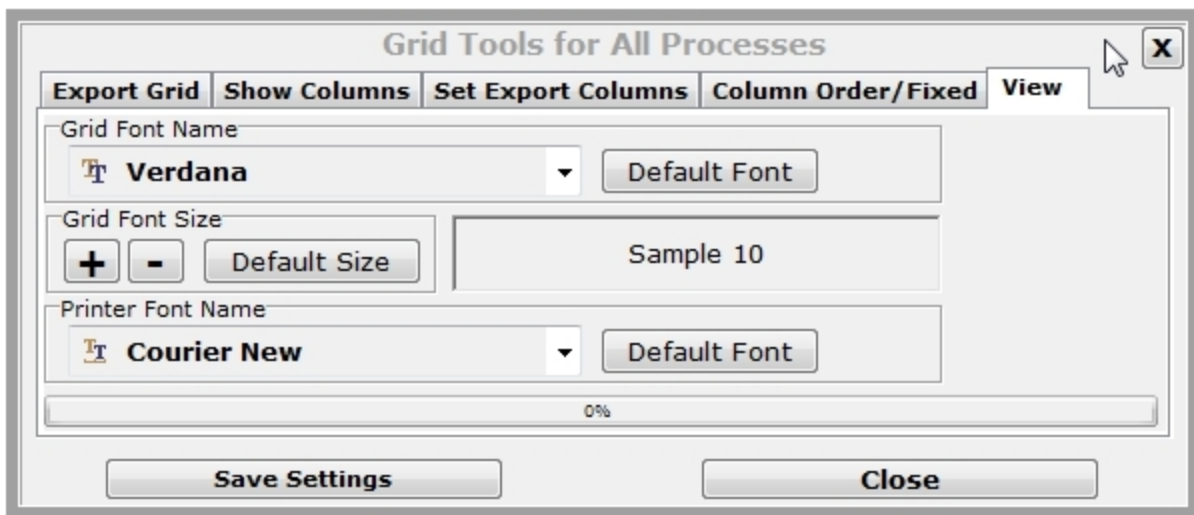 Grid Tools for All Processes
X
Export Grid Show Columns Set Export Columns Column Order/Fixed View
Grid Font Name
Verdana Default Font
Grid Font Size
+ - Default Size Sample 10
Printer Font Name
Courier New Default Font
0%
Save Settings Close